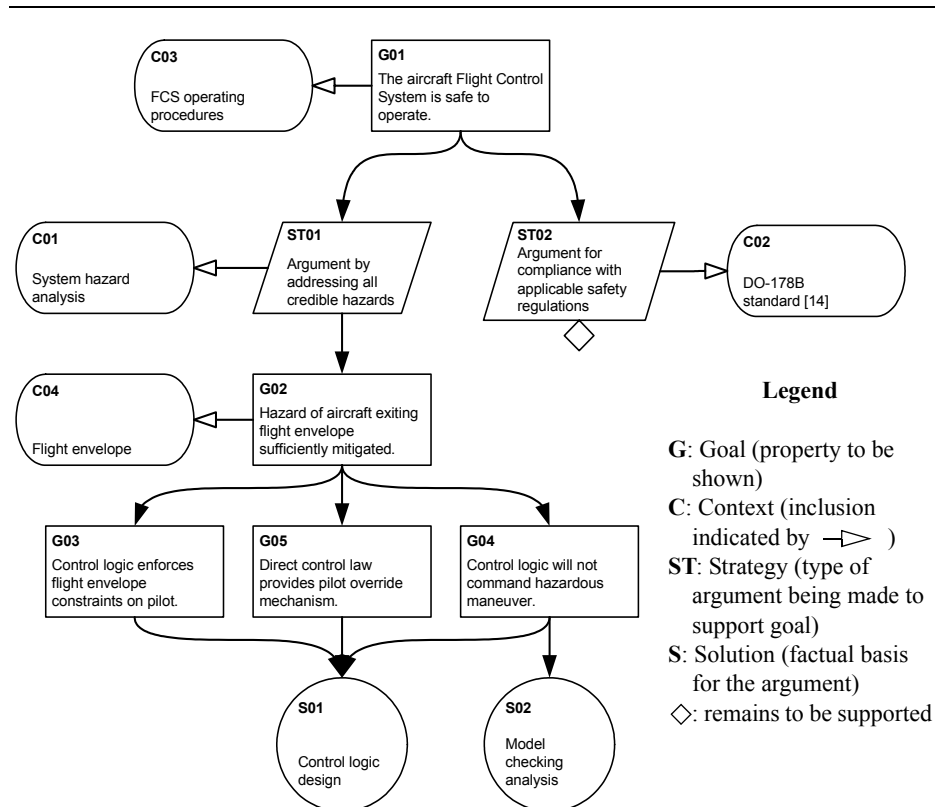 C03
FCS operating
procedures
G01
The aircraft Flight Control
System is safe to
operate.
C01
System hazard
analysis
ST01
Argument by
addressing all
credible hazards
ST02
Argument for
compliance with
applicable safety
regulations
C02
DO-178B
standard [14]
C04
Flight envelope
G02
Hazard of aircraft exiting
flight envelope
sufficiently mitigated.
G03
Control logic enforces
flight envelope
constraints on pilot.
G05
Direct control law
provides pilot override
mechanism.
G04
Control logic will not
command hazardous
maneuver.
S01
Control logic
design
S02
Model
checking
analysis
Legend
G: Goal (property to be
shown)
C: Context (inclusion
indicated by )
ST: Strategy (type of
argument being made to
support goal)
S: Solution (factual basis
for the argument)
: remains to be supported